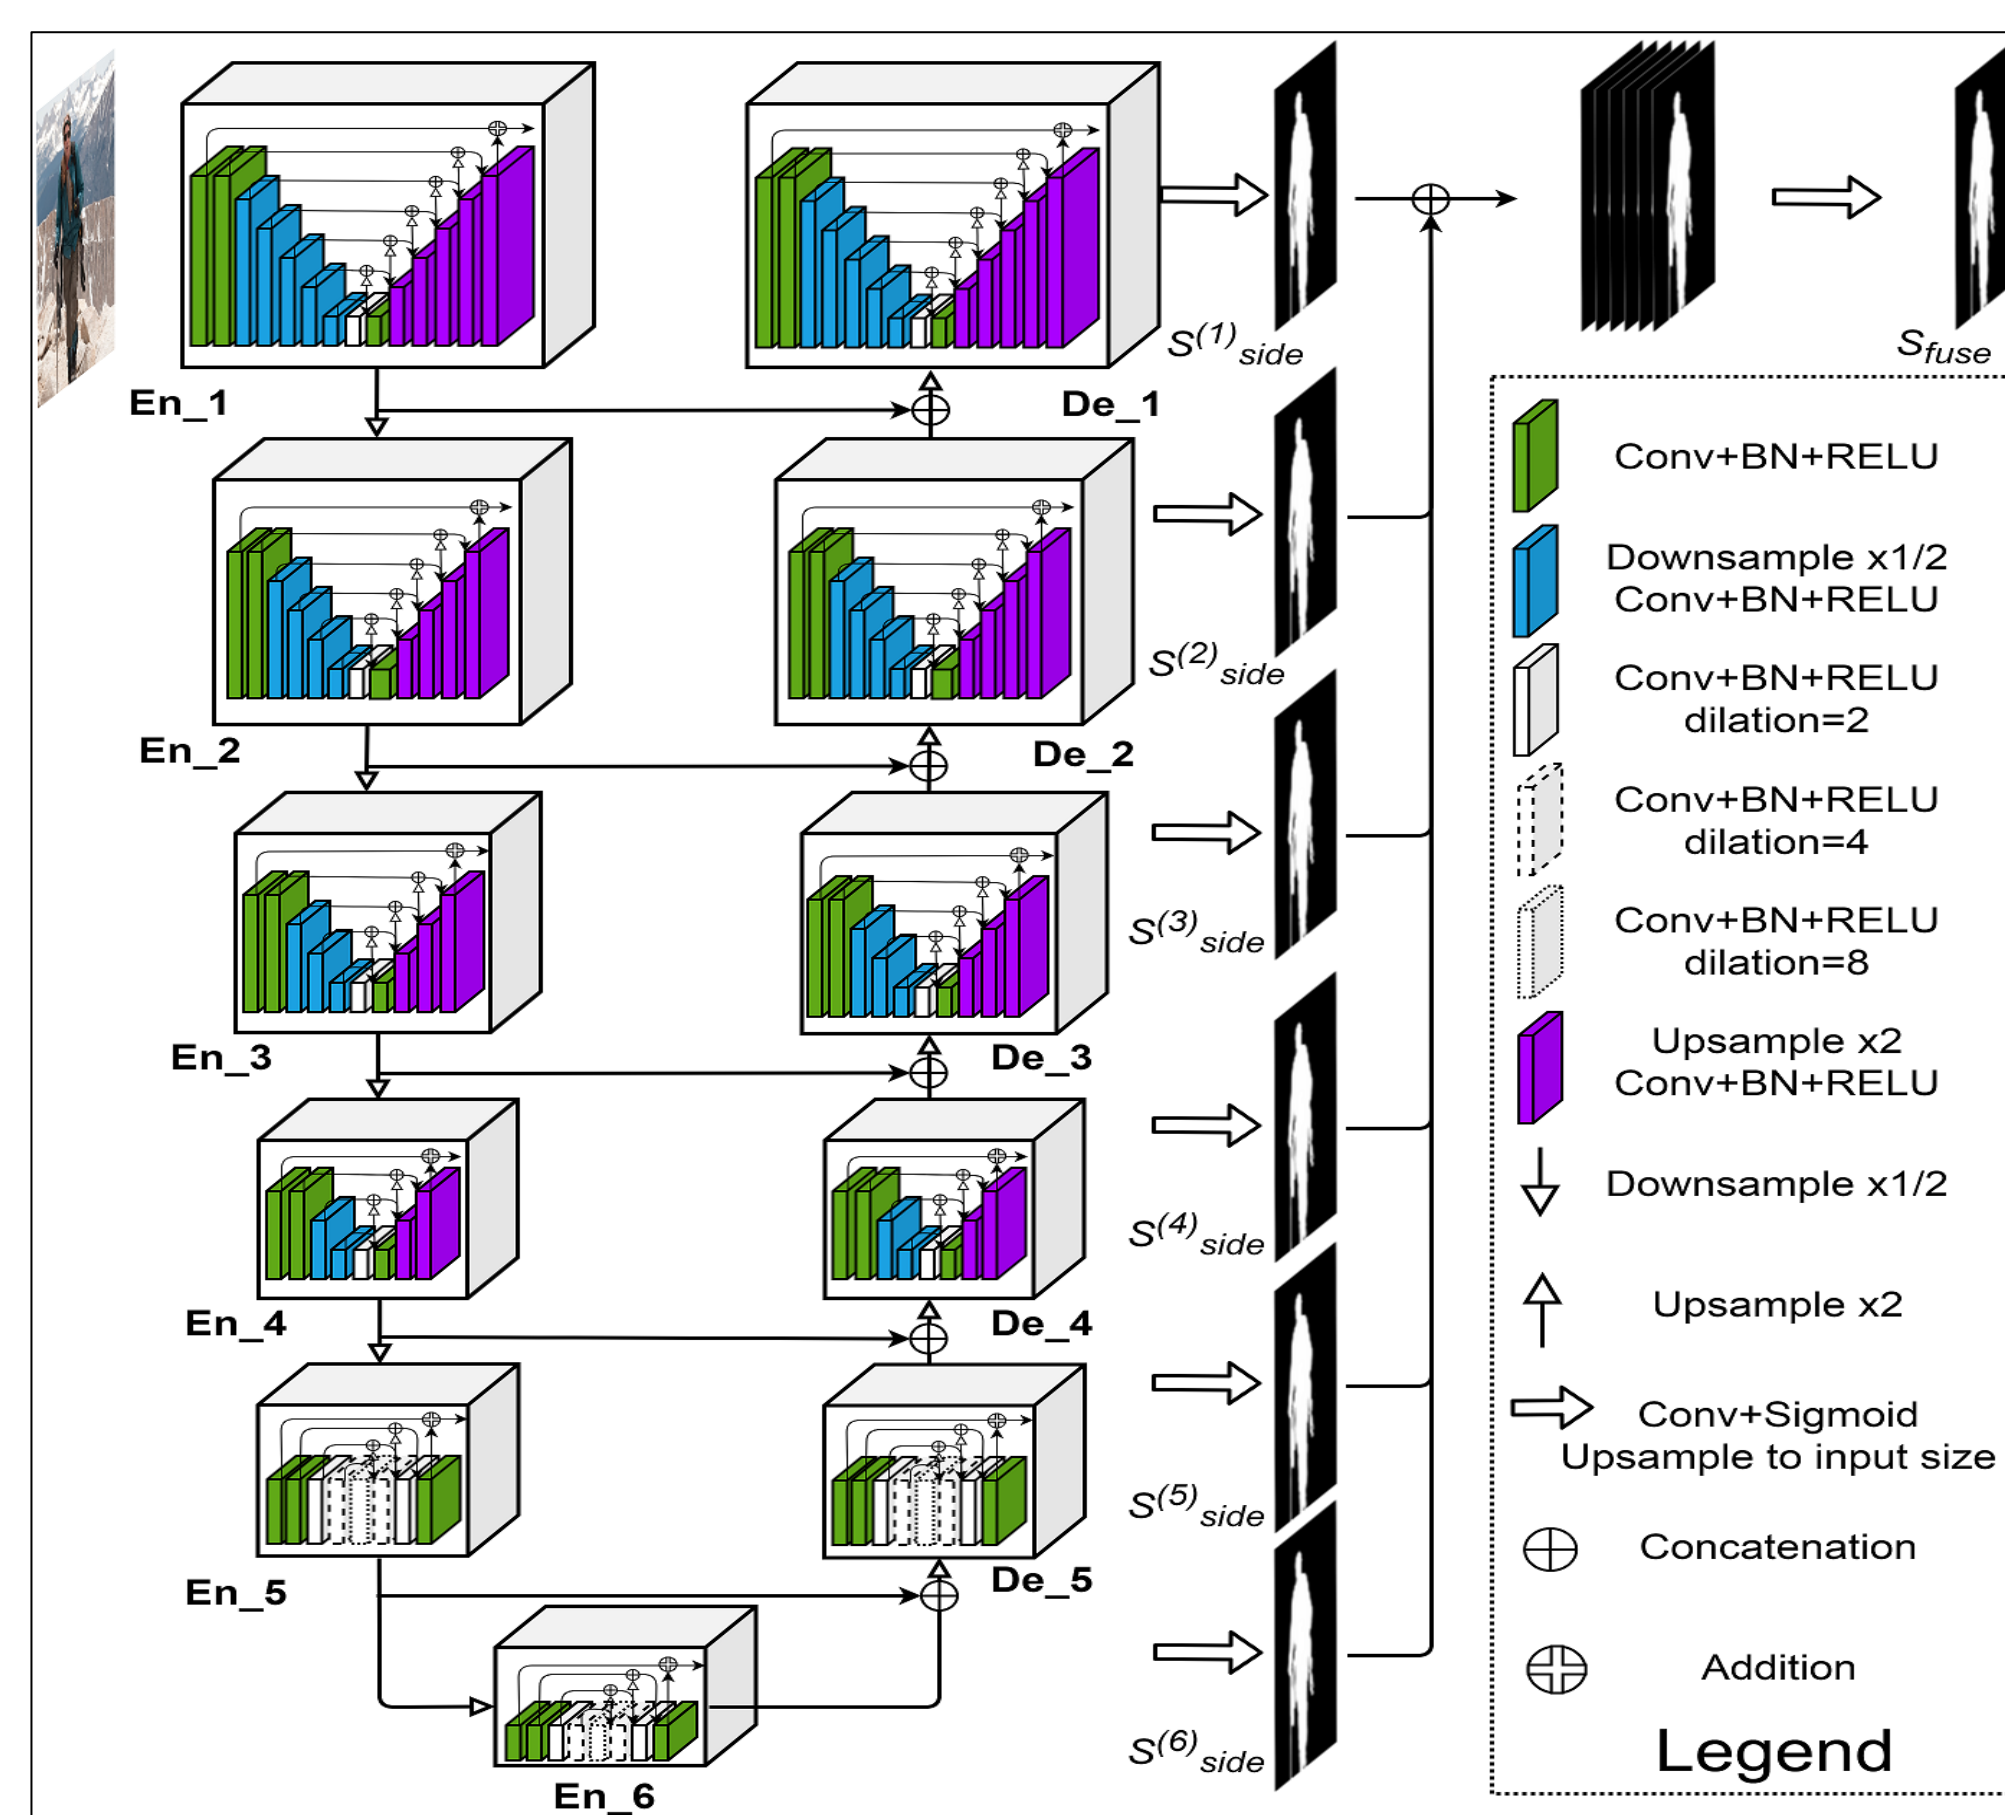 S(1)side
Sfuse
En_1
De_1
Conv+BN+RELU
Downsample x1/2
Conv+BN+RELU
S(2)side
Conv+BN+RELU
dilation=2
En_2
De_2
Conv+BN+RELU
dilation=4
S(3)side
Conv+BN+RELU
dilation=8
En_3
De_3
Upsample x2
Conv+BN+RELU
Downsample x1/2
S(4)side
En_4
De_4
Upsample x2
Conv+Sigmoid
Upsample to input size
S(5)side
Concatenation
En_5
De_5
Addition
S(6)side
Legend
En_6